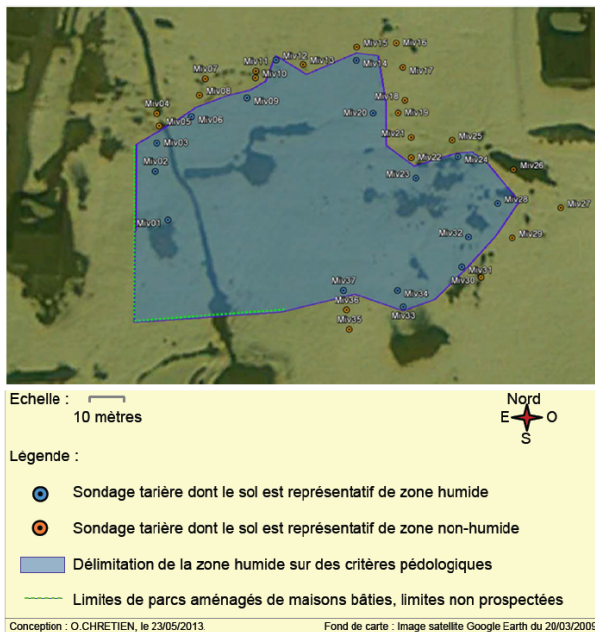 Miv15 Miv16
Miv12 Miv14
Miv11 Miv13 Miv17
Miv07 Miv10
Miv08 Miv09 Miv18
Miv04 Miv06 Miv20 Miv19
Miv05
Miv03 Miv21 Miv25
Miv02 Miv22 Miv24
Miv23 Miv26
Miv01 Miv28 Miv27
Miv32 Miv29
Miv30 Miv31
Miv37 Miv34
Miv36 Miv33
Miv35
Echelle :
10 mètres
Nord
E O
S
Légende :
Sondage tarière dont le sol est représentatif de zone humide
Sondage tarière dont le sol est représentatif de zone non-humide
Délimitation de la zone humide sur des critères pédologiques
Limites de parcs aménagés de maisons bâties, limites non prospectées
Conception : O.CHRETIEN, le 23/05/2013. Fond de carte : Image satellite Google Earth du 20/03/2009